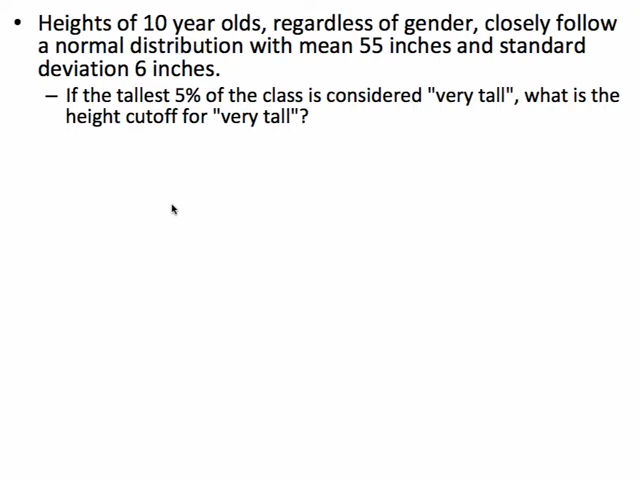 • Heights of 10 year olds, regardless of gender, closely follow
a normal distribution with mean 55 inches and standard
deviation 6 inches.
– If the tallest 5% of the class is considered "very tall", what is the
height cutoff for "very tall"?